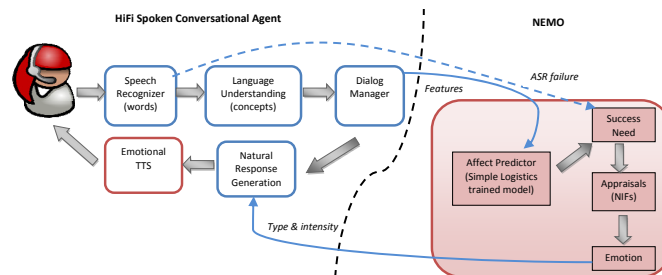 HiFi Spoken Conversational Agent
NEMO
Speech
Recognizer
(words)
Language
Understanding
(concepts)
Dialog
Manager
Features
ASR failure
Success
Need
Emotional
TTS
Natural
Response
Generation
Affect Predictor
(Simple Logistics
trained model)
Appraisals
(NIFs)
Type & intensity
Emotion